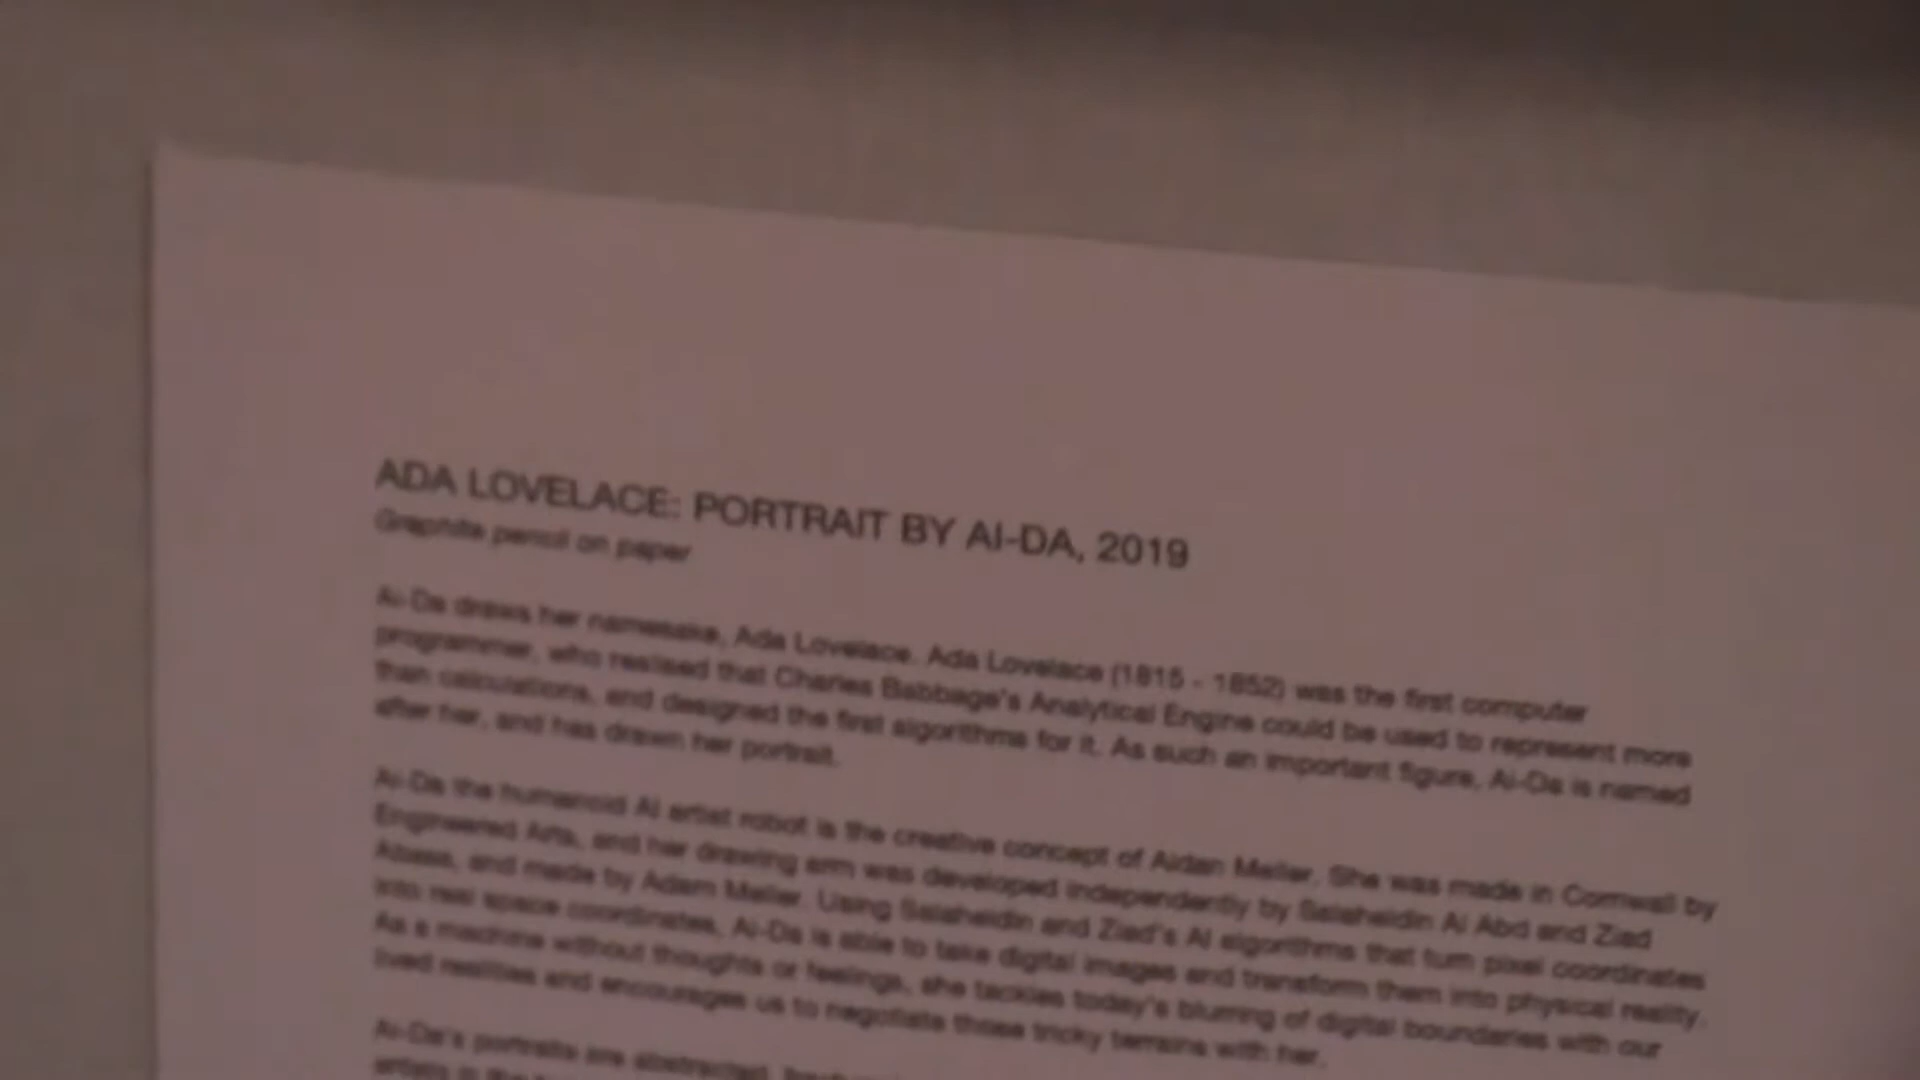 ADA LOVELACE: PORTRAIT BY AI-DA, 2019
Graphite pencil on paper
Ai-Da draws her namesake, Ada Lovelace. Ada Lovelace (1815 - 1852) was the first computer
programmer, who realised that Charles Babbage's Analytical Engine could be used to represent more
than calculations, and designed the first algorithms for it. As such an important figure, Ai-Da is named
after her, and has drawn her portrait.
Ai-Da the humanoid AI artist robot is the creative concept of Aidan Meller. She was made in Cornwall by
Engineered Arts, and her drawing arm was developed independently by Salaheldin Al Abd and Ziad
Abass, and made by Adam Meller. Using Salaheldin and Ziad's AI algorithms that turn pixel coordinates
into real space coordinates, Ai-Da is able to take digital images and transform them into physical reality.
As a machine without thoughts or feelings, she tackles today's blurring of digital boundaries with our
lived realities and encourages us to negotiate those tricky terrains with her.
Ai-Da's portraits are abstracted,
artists in the